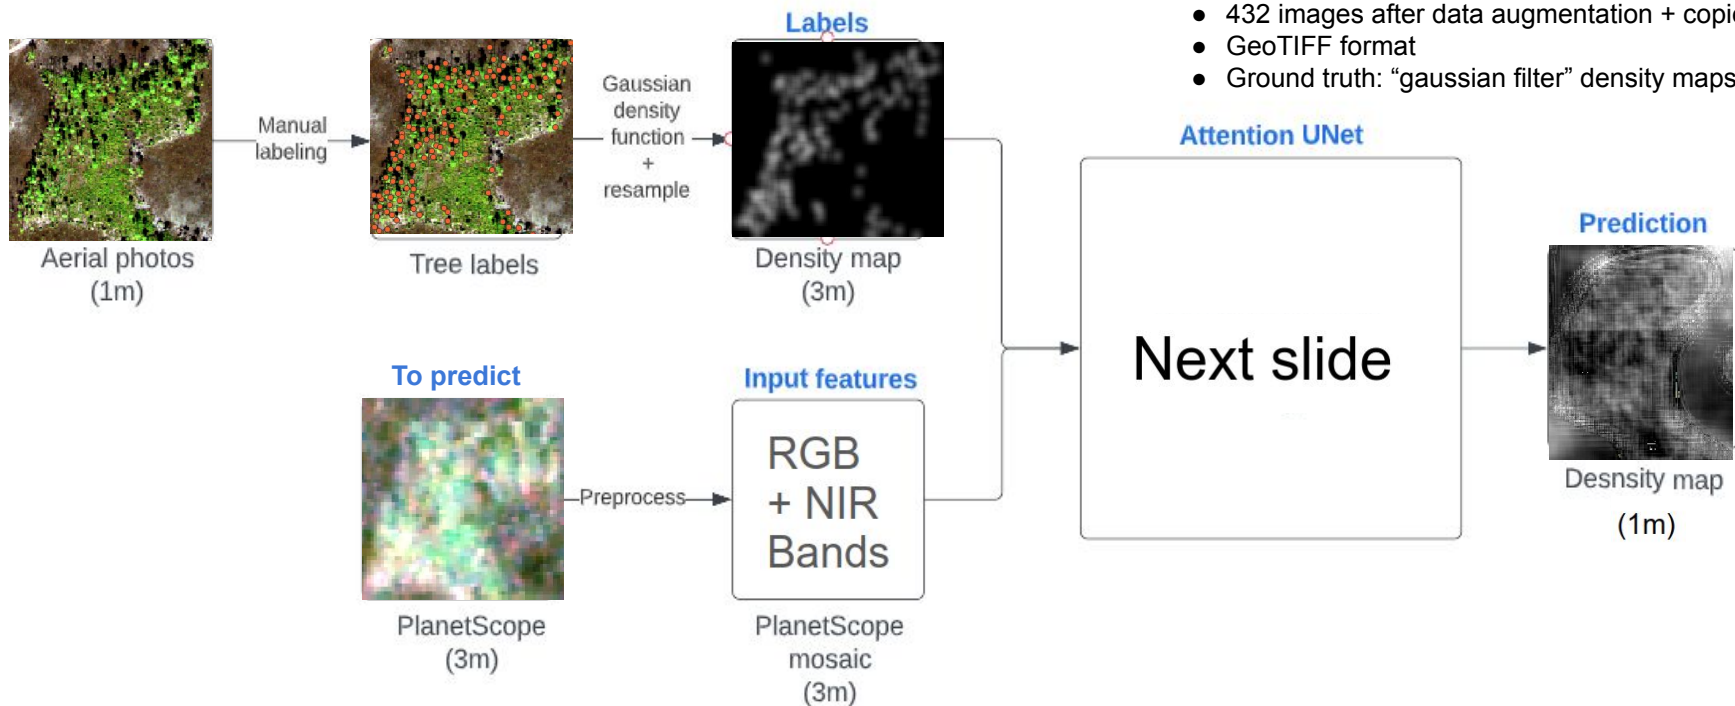 ● 432 images after data augmentation +
● GeoTIFF format
● Ground truth: “gaussian filter” density maps
Labels
Gaussian
density
function
+
resample
Manual
labeling
Aerial photos
(1m)
Tree labels
Density map
(3m)
Attention UNet
Next slide
Prediction
Desnsity map
(1m)
To predict
Preprocess
PlanetScope
(3m)
Input features
RGB
+ NIR
Bands
PlanetScope
mosaic
(3m)